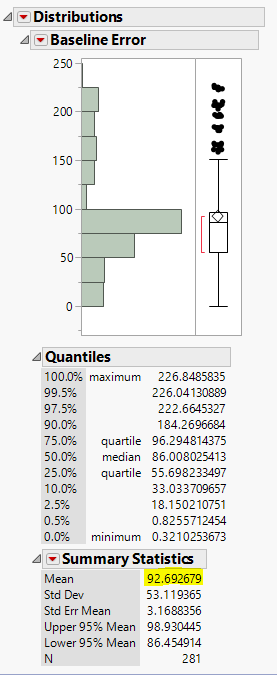 Distributions
Baseline Error
250
200
150
100
50
0
Quantiles
100.0% maximum 226.8485835
99.5% 226.04130889
97.5% 222.6645327
90.0% 184.2696684
75.0% quartile 96.294814375
50.0% median 86.008025413
25.0% quartile 55.698233497
10.0% 33.033709657
2.5% 18.150210751
0.5% 0.8255712454
0.0% minimum 0.3210253673
Summary Statistics
Mean 92.692679
Std Dev 53.119365
Std Err Mean 3.1688356
Upper 95% Mean 98.930445
Lower 95% Mean 86.454914
N 281